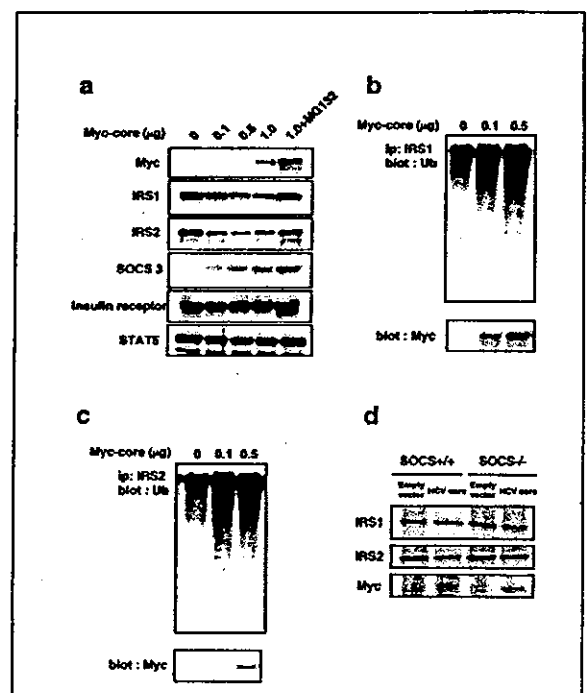 a
Myc-core (μg) 0 0.1 0.5 1.0 1.0+MG132
Myc
IRS1
IRS2
SOCS 3
Insulin receptor
STAT5
b
Myc-core (μg) 0 0.1 0.5
ip: IRS1
blot: Ub
blot : Myc
c
Myc-core (μg) 0 0.1 0.5
ip: IRS2
blot : Ub
blot : Myc
d
SOCS+/+ SOCS-/-
Empty vector HCV core Empty vector HCV core
IRS1
IRS2
Myc